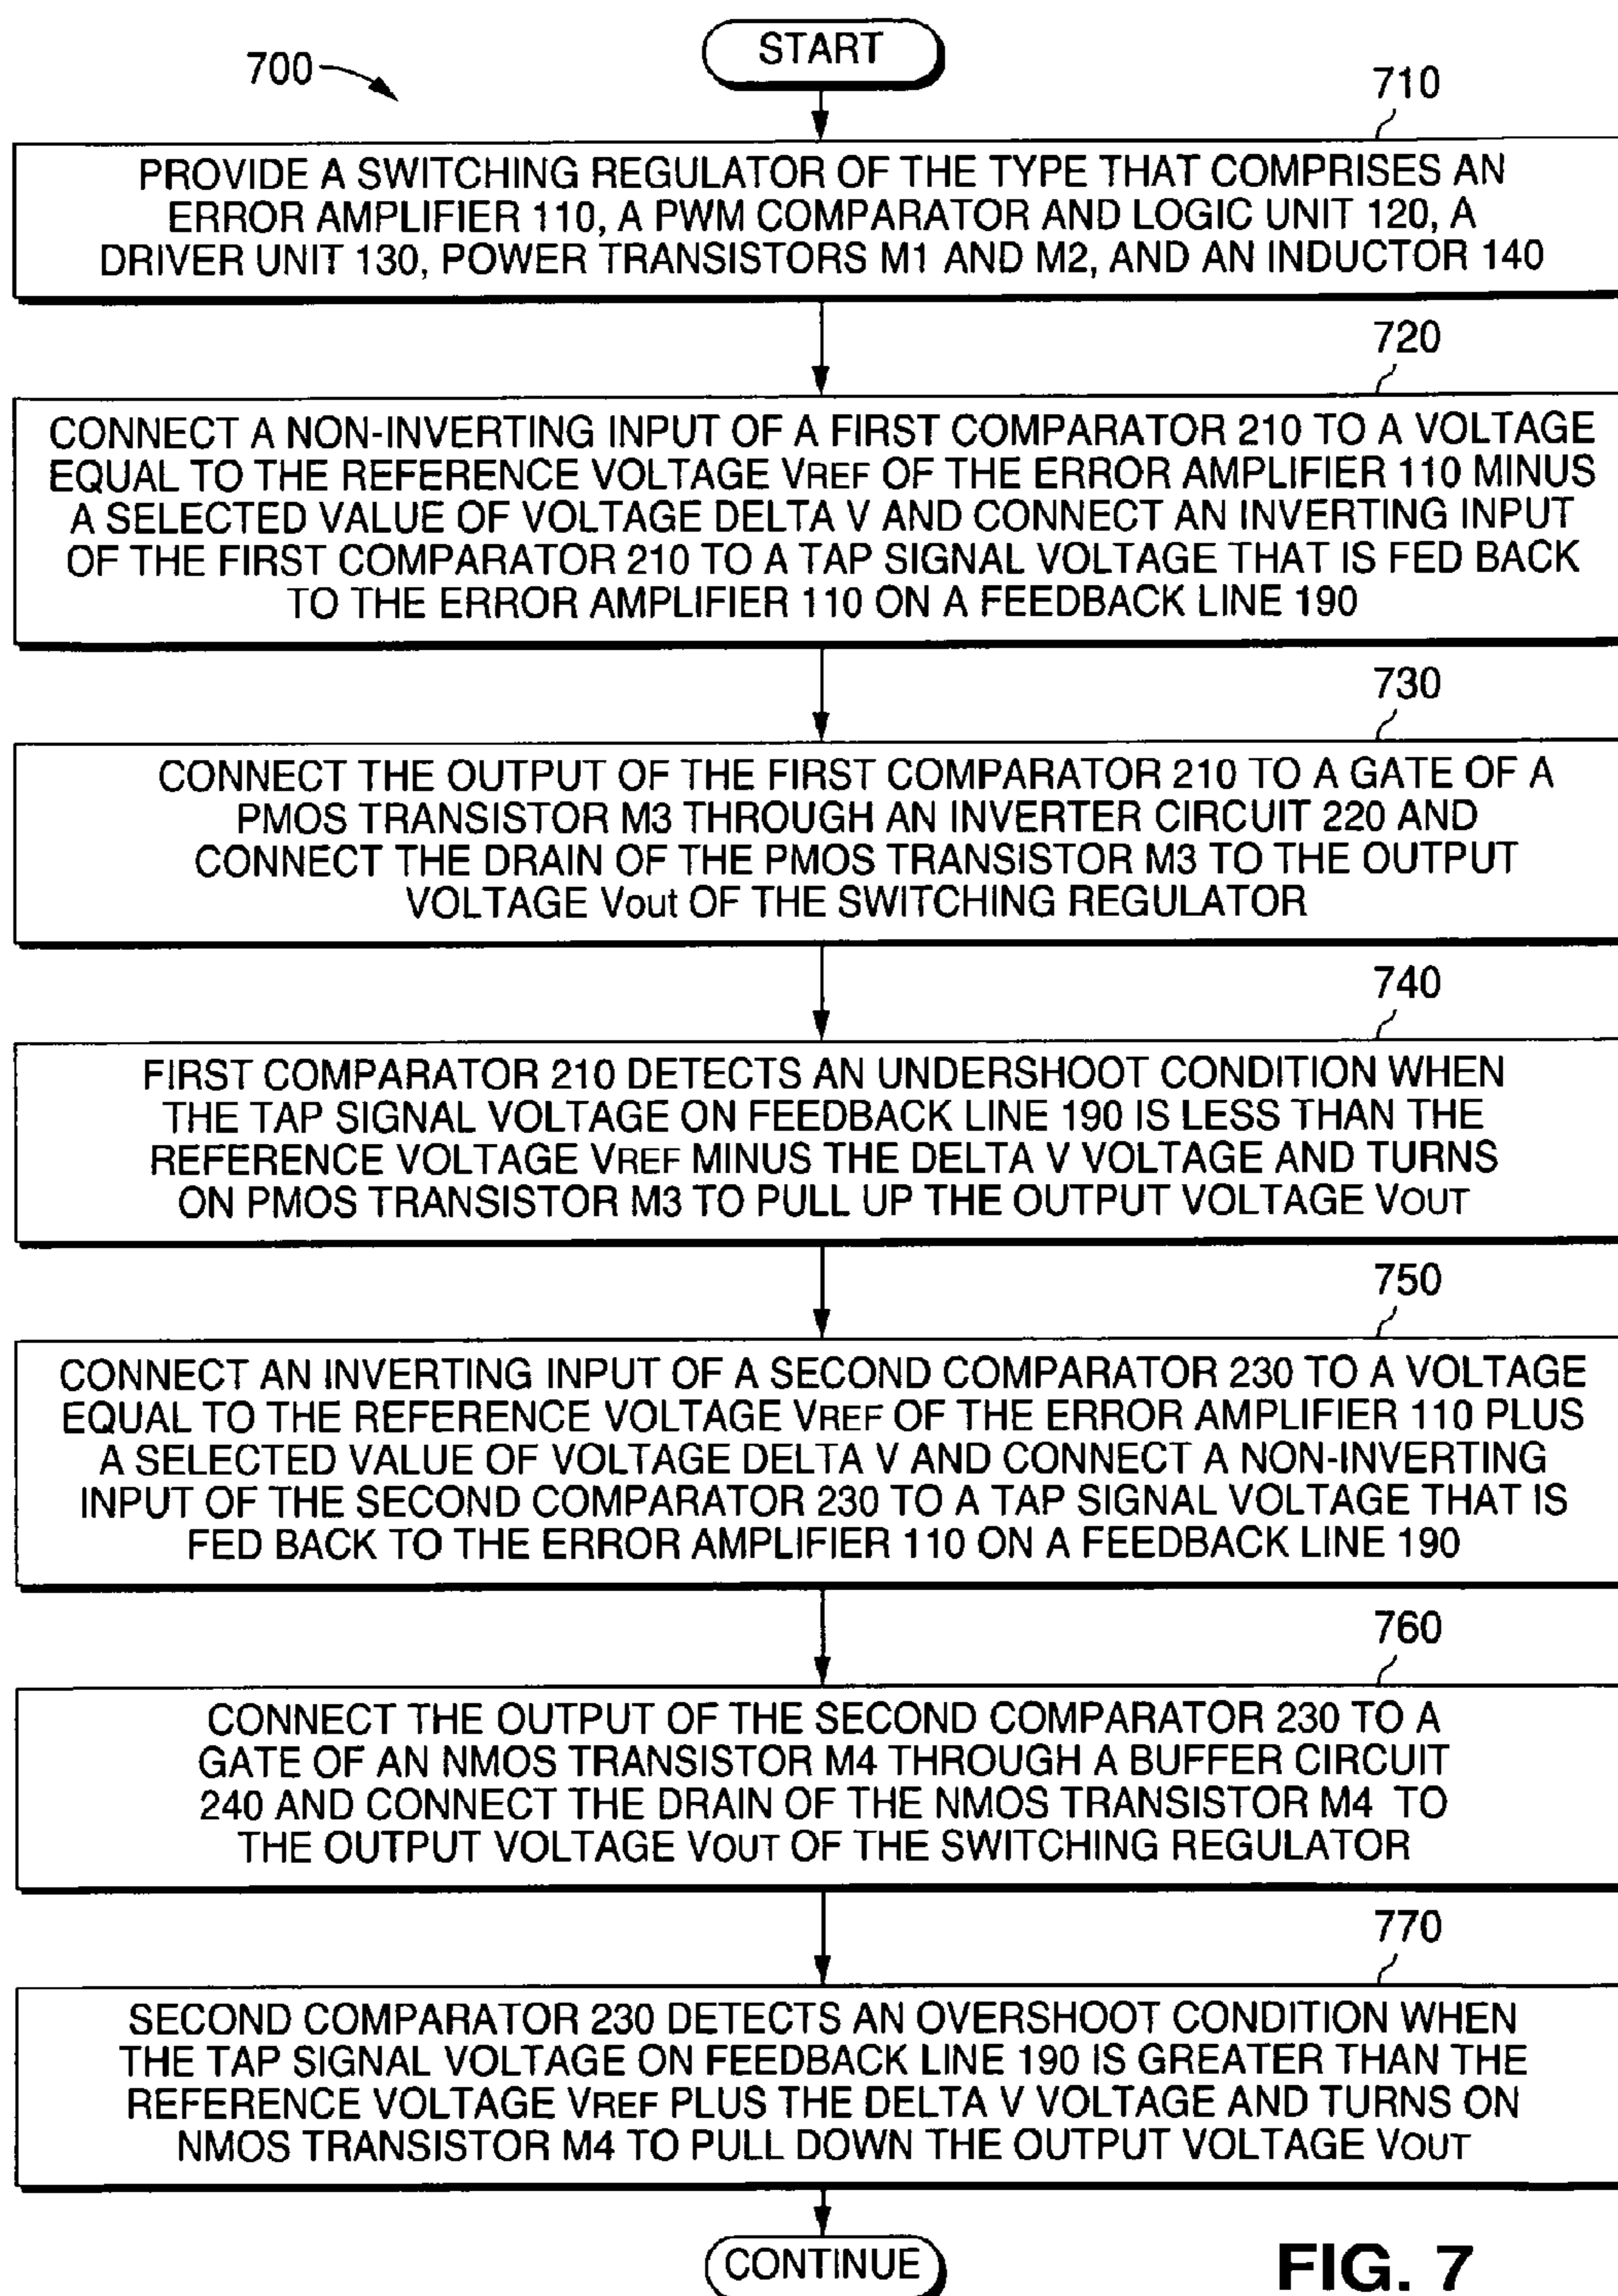 START
700
710
PROVIDE A SWITCHING REGULATOR OF THE TYPE THAT COMPRISES AN
ERROR AMPLIFIER 110, A PWM COMPARATOR AND LOGIC UNIT 120, A
DRIVER UNIT 130, POWER TRANSISTORS M1 AND M2, AND AN INDUCTOR 140
720
CONNECT A NON-INVERTING INPUT OF A FIRST COMPARATOR 210 TO A VOLTAGE
EQUAL TO THE REFERENCE VOLTAGE VREF OF THE ERROR AMPLIFIER 110 MINUS
A SELECTED VALUE OF VOLTAGE DELTA V AND CONNECT AN INVERTING INPUT
OF THE FIRST COMPARATOR 210 TO A TAP SIGNAL VOLTAGE THAT IS FED BACK
TO THE ERROR AMPLIFIER 110 ON A FEEDBACK LINE 190
730
CONNECT THE OUTPUT OF THE FIRST COMPARATOR 210 TO A GATE OF A
PMOS TRANSISTOR M3 THROUGH AN INVERTER CIRCUIT 220 AND
CONNECT THE DRAIN OF THE PMOS TRANSISTOR M3 TO THE OUTPUT
VOLTAGE Vout OF THE SWITCHING REGULATOR
740
FIRST COMPARATOR 210 DETECTS AN UNDERSHOOT CONDITION WHEN
THE TAP SIGNAL VOLTAGE ON FEEDBACK LINE 190 IS LESS THAN THE
REFERENCE VOLTAGE VREF MINUS THE DELTA V VOLTAGE AND TURNS
ON PMOS TRANSISTOR M3 TO PULL UP THE OUTPUT VOLTAGE VOUT
750
CONNECT AN INVERTING INPUT OF A SECOND COMPARATOR 230 TO A VOLTAGE
EQUAL TO THE REFERENCE VOLTAGE VREF OF THE ERROR AMPLIFIER 110 PLUS
A SELECTED VALUE OF VOLTAGE DELTA V AND CONNECT A NON-INVERTING
INPUT OF THE SECOND COMPARATOR 230 TO A TAP SIGNAL VOLTAGE THAT IS
FED BACK TO THE ERROR AMPLIFIER 110 ON A FEEDBACK LINE 190
760
CONNECT THE OUTPUT OF THE SECOND COMPARATOR 230 TO A
GATE OF AN NMOS TRANSISTOR M4 THROUGH A BUFFER CIRCUIT
240 AND CONNECT THE DRAIN OF THE NMOS TRANSISTOR M4 TO
THE OUTPUT VOLTAGE VOUT OF THE SWITCHING REGULATOR
770
SECOND COMPARATOR 230 DETECTS AN OVERSHOOT CONDITION WHEN
THE TAP SIGNAL VOLTAGE ON FEEDBACK LINE 190 IS GREATER THAN THE
REFERENCE VOLTAGE VREF PLUS THE DELTA V VOLTAGE AND TURNS ON
NMOS TRANSISTOR M4 TO PULL DOWN THE OUTPUT VOLTAGE VOUT
CONTINUE
FIG. 7